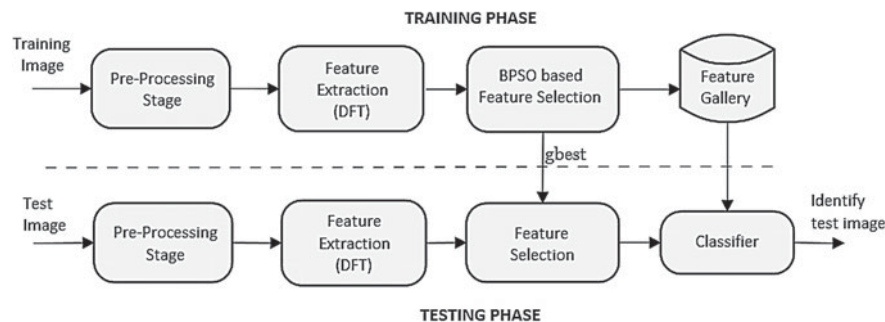 TRAINING PHASE
Training
Image
Pre-Processing
Stage
Feature
Extraction
(DFT)
BPSO based
Feature Selection
Feature
Gallery
gbest
Test
Image
Pre-Processing
Stage
Feature
Extraction
(DFT)
Feature
Selection
Classifier
Identify
test image
TESTING PHASE